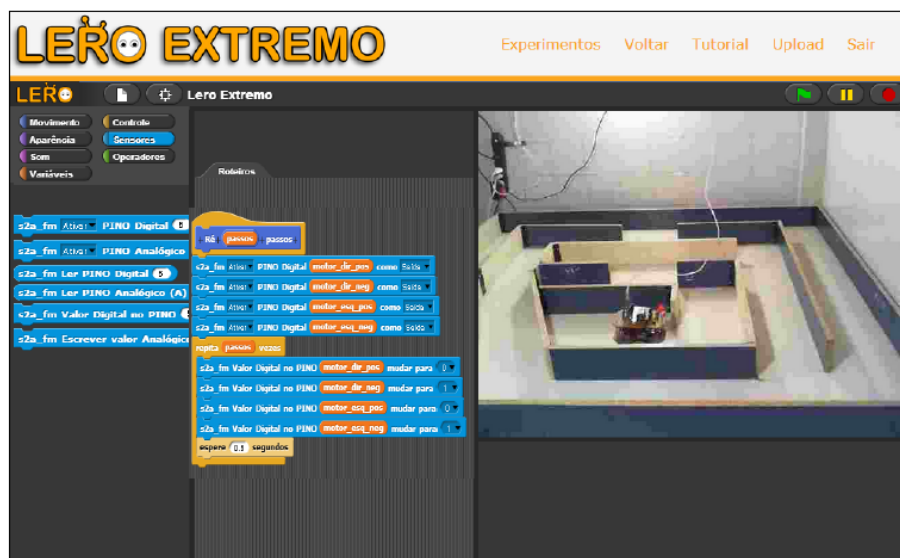 LERO EXTREMO
Experimentos Voltar Tutorial Upload Sair
LERO Lero Extremo
Movimento Controle
Aparência Sensores
Som Operadores
Variáveis
Roteiros
s2a_fm Ativar PINO Digital
s2a_fm Ativar PINO Analógico
s2a_fm Ler PINO Digital 5
s2a_fm Ler PINO Analógico (A)
s2a_fm Valor Digital no PINO
s2a_fm Escrever valor Analógic
+ Ré + passos + passos +
s2a_fm Ativar PINO Digital motor_dir_pos como Saída
s2a_fm Ativar PINO Digital motor_dir_neg como Saída
s2a_fm Ativar PINO Digital motor_esq_pos como Saída
s2a_fm Ativar PINO Digital motor_esq_neg como Saída
repita passos vezes
s2a_fm Valor Digital no PINO motor_dir_pos mudar para 0
s2a_fm Valor Digital no PINO motor_dir_neg mudar para 1
s2a_fm Valor Digital no PINO motor_esq_pos mudar para 0
s2a_fm Valor Digital no PINO motor_esq_neg mudar para 1
espere segundos